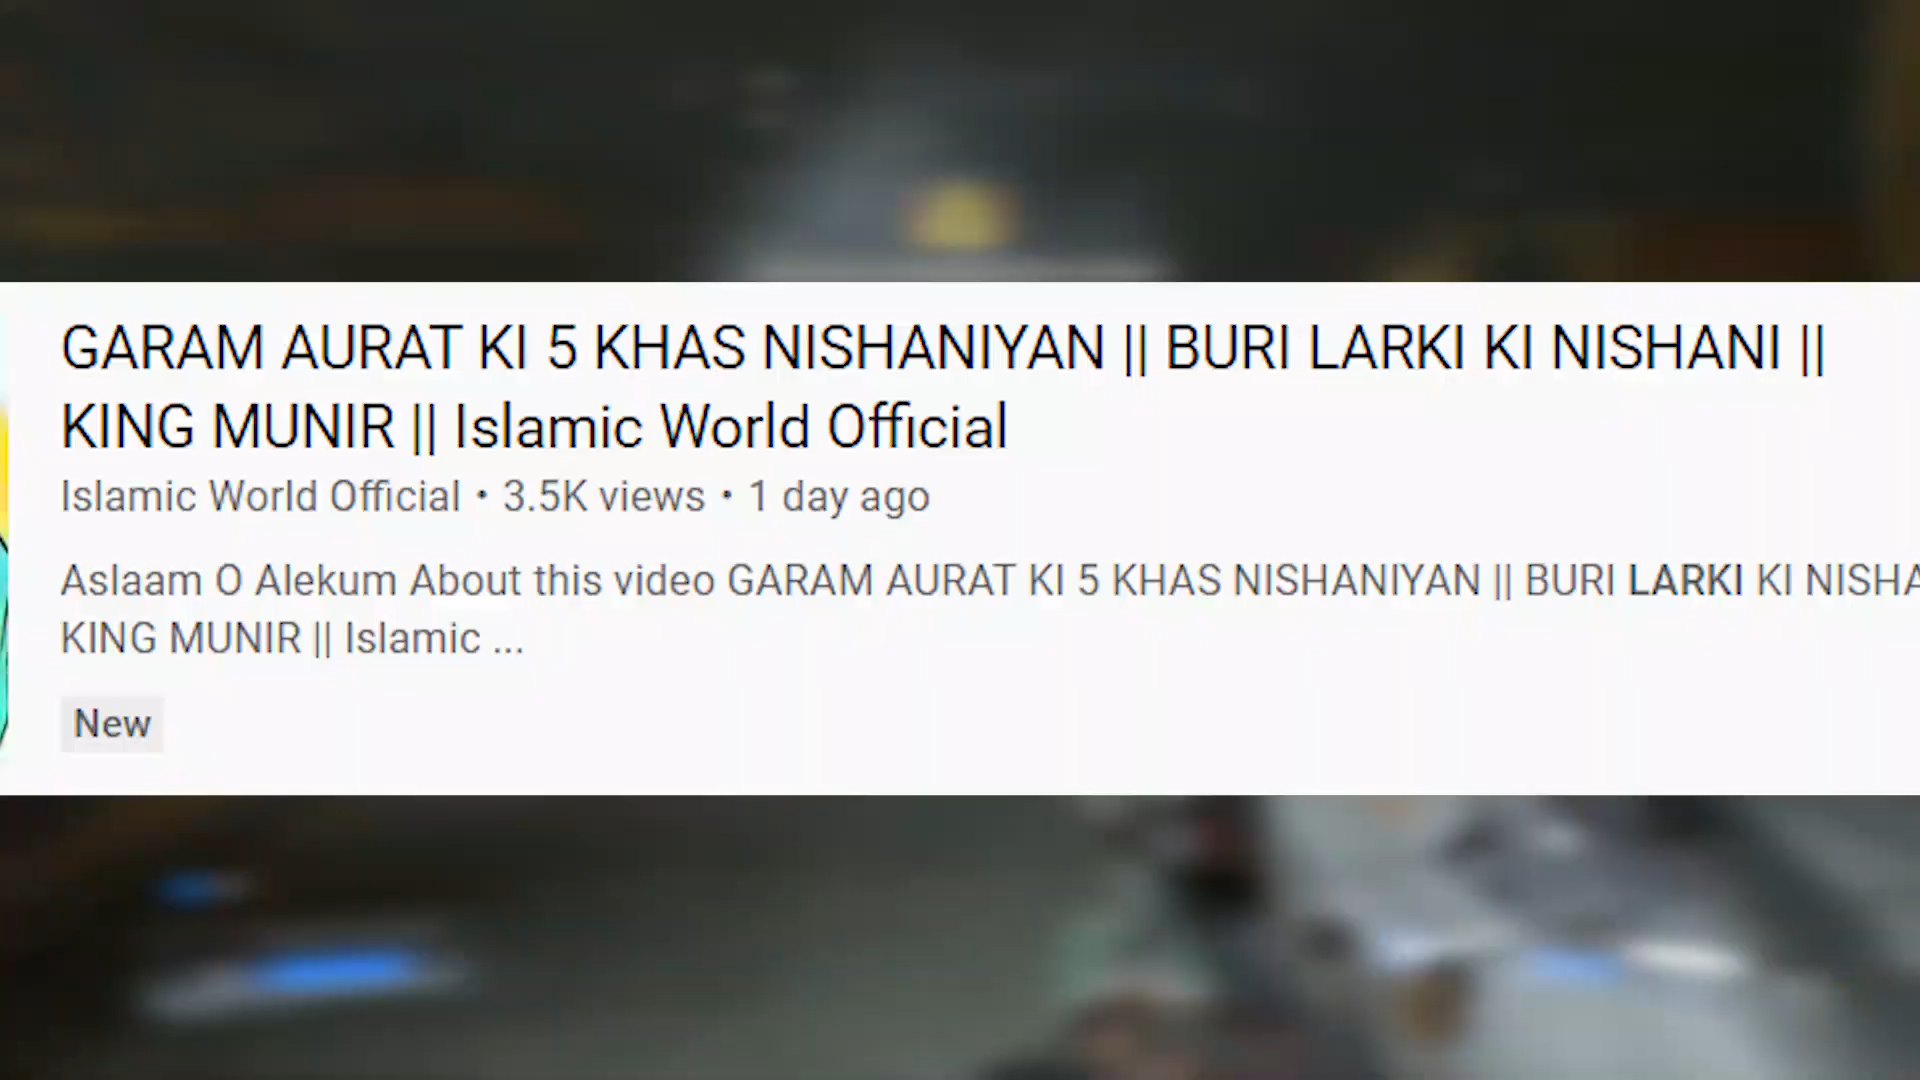 GARAM AURAT KI 5 KHAS NISHANIYAN || BURI LARKI KI NISHANI ||
KING MUNIR || Islamic World Official
Islamic World Official • 3.5K views • 1 day ago
Aslaam O Alekum About this video GARAM AURAT KI 5 KHAS NISHANIYAN || BURI LARKI KI NISHA
KING MUNIR || Islamic ...
New